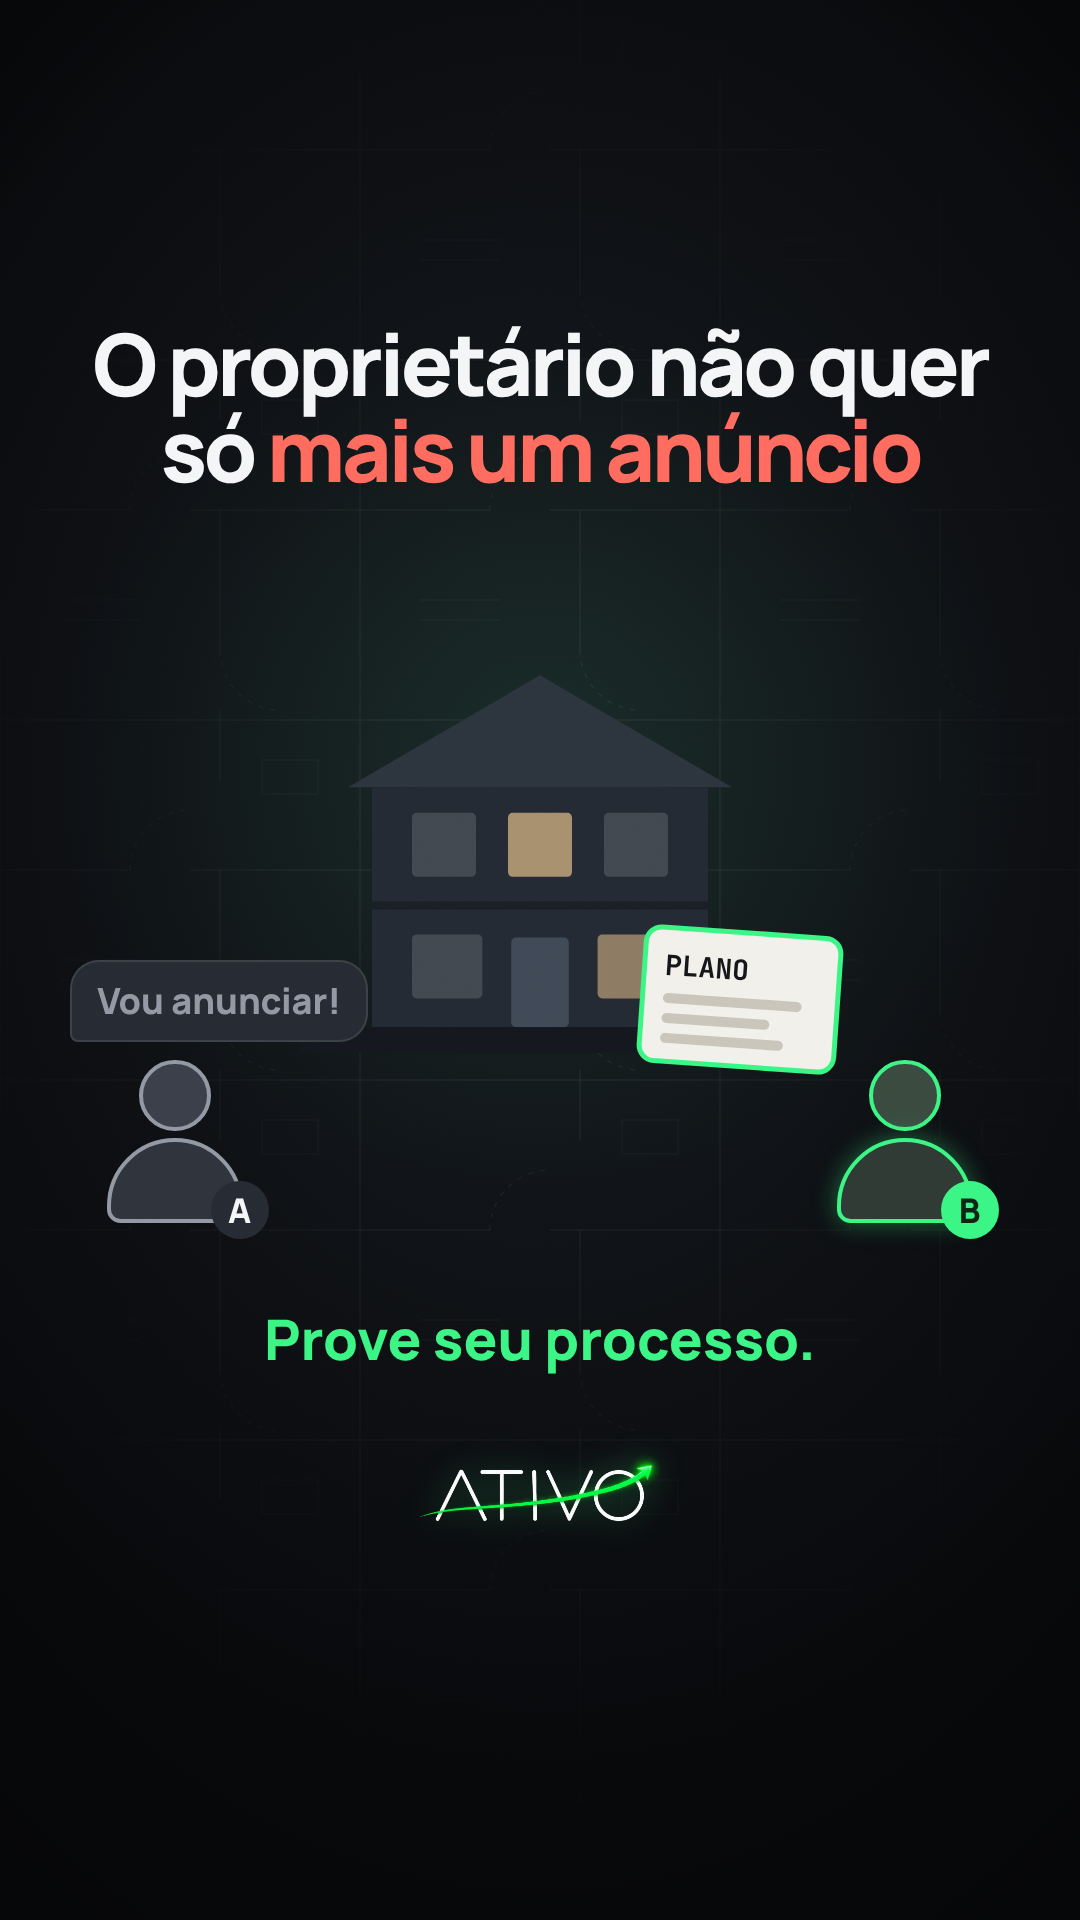 O proprietário não quer
só mais um anúncio
Vou anunciar!
PLANO
A
B
Prove seu processo.
ATIVO